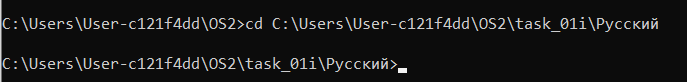 C:\Users\User-c121f4dd\OS2>cd C:\Users\User-c121f4dd\OS2\task_01i\Русский
C:\Users\User-c121f4dd\OS2\task_01i\Русский>